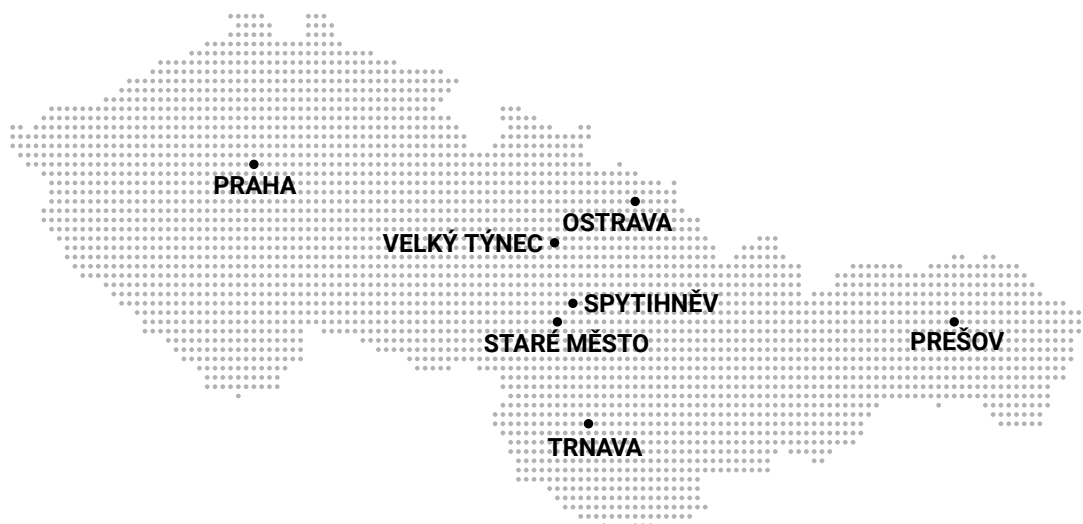 PRAHA
OSTRAVA
VELKÝ TÝNEC
SPYTIHNĚV
STARÉ MĚSTO
PREŠOV
TRNAVA